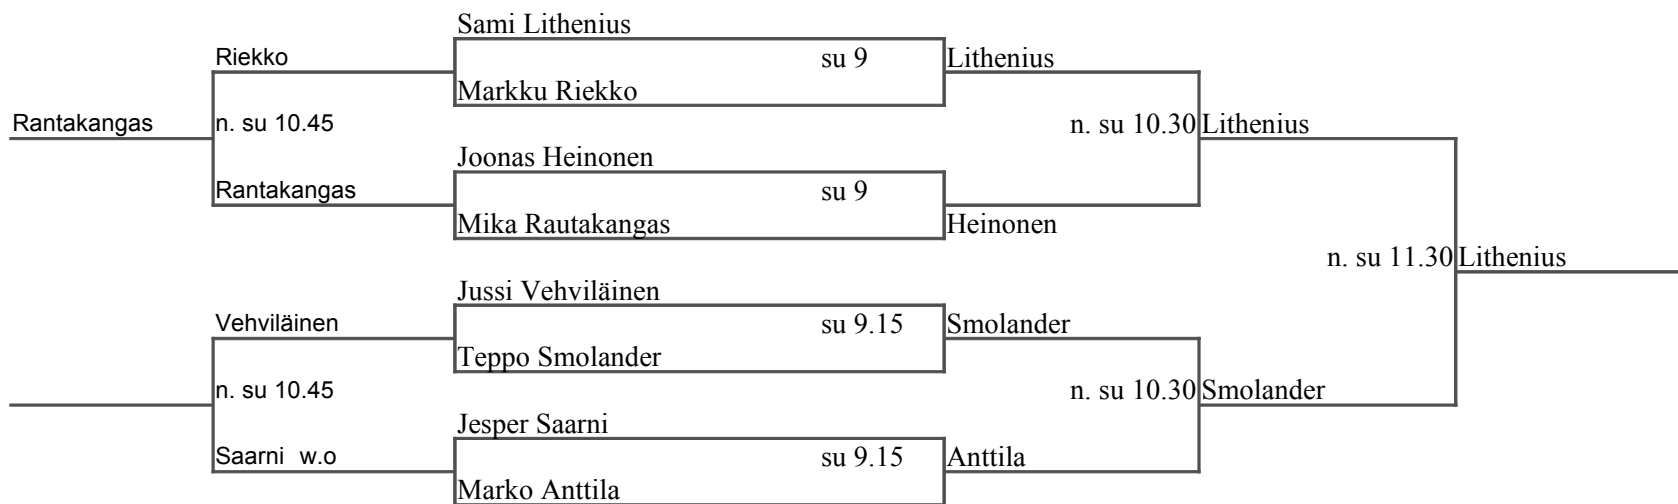 Sami Lithenius
Riekko su 9 Lithenius
Markku Riekko
Rantakangas n. su 10.45 n. su 10.30 Lithenius
Joonas Heinonen
Rantakangas su 9
Mika Rautakangas Heinonen
n. su 11.30 Lithenius
Jussi Vehviläinen
Vehviläinen su 9.15 Smolander
Teppo Smolander
n. su 10.45 n. su 10.30 Smolander
Jesper Saarni
Saarni w.o su 9.15 Anttila
Marko Anttila